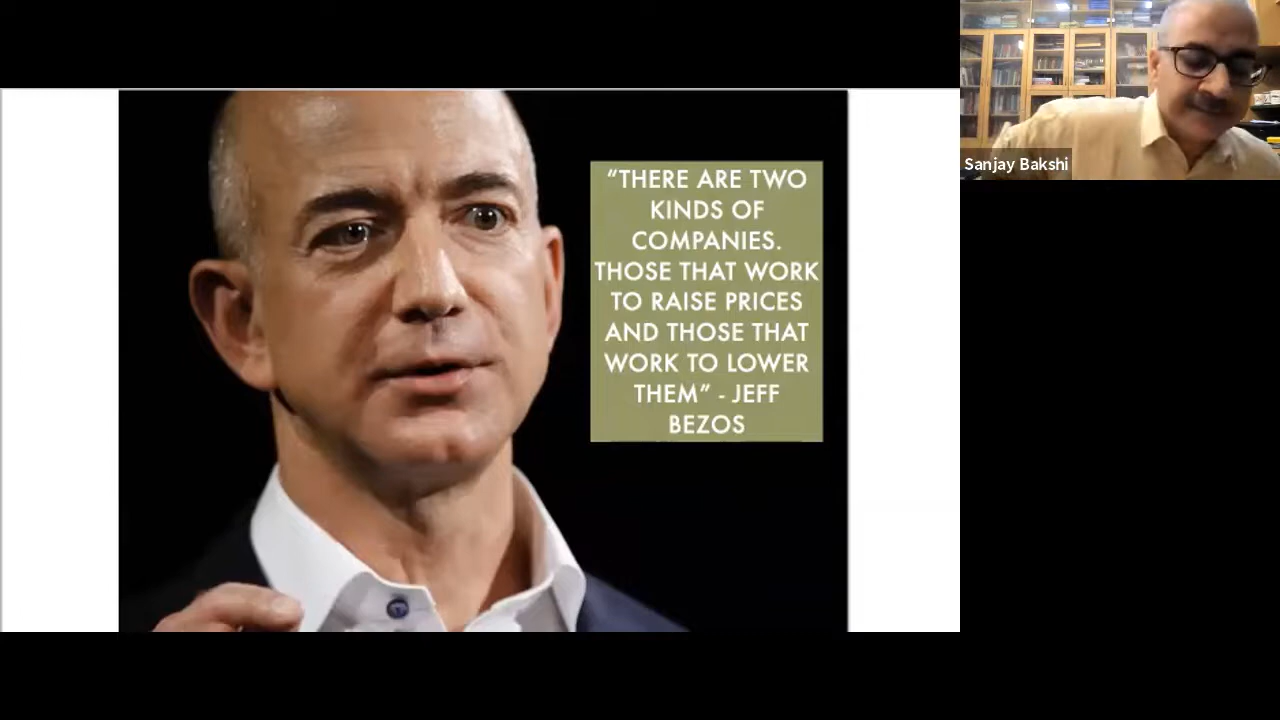 “THERE ARE TWO
KINDS OF
COMPANIES.
THOSE THAT WORK
TO RAISE PRICES
AND THOSE THAT
WORK TO LOWER
THEM” - JEFF
BEZOS
Sanjay Bakshi